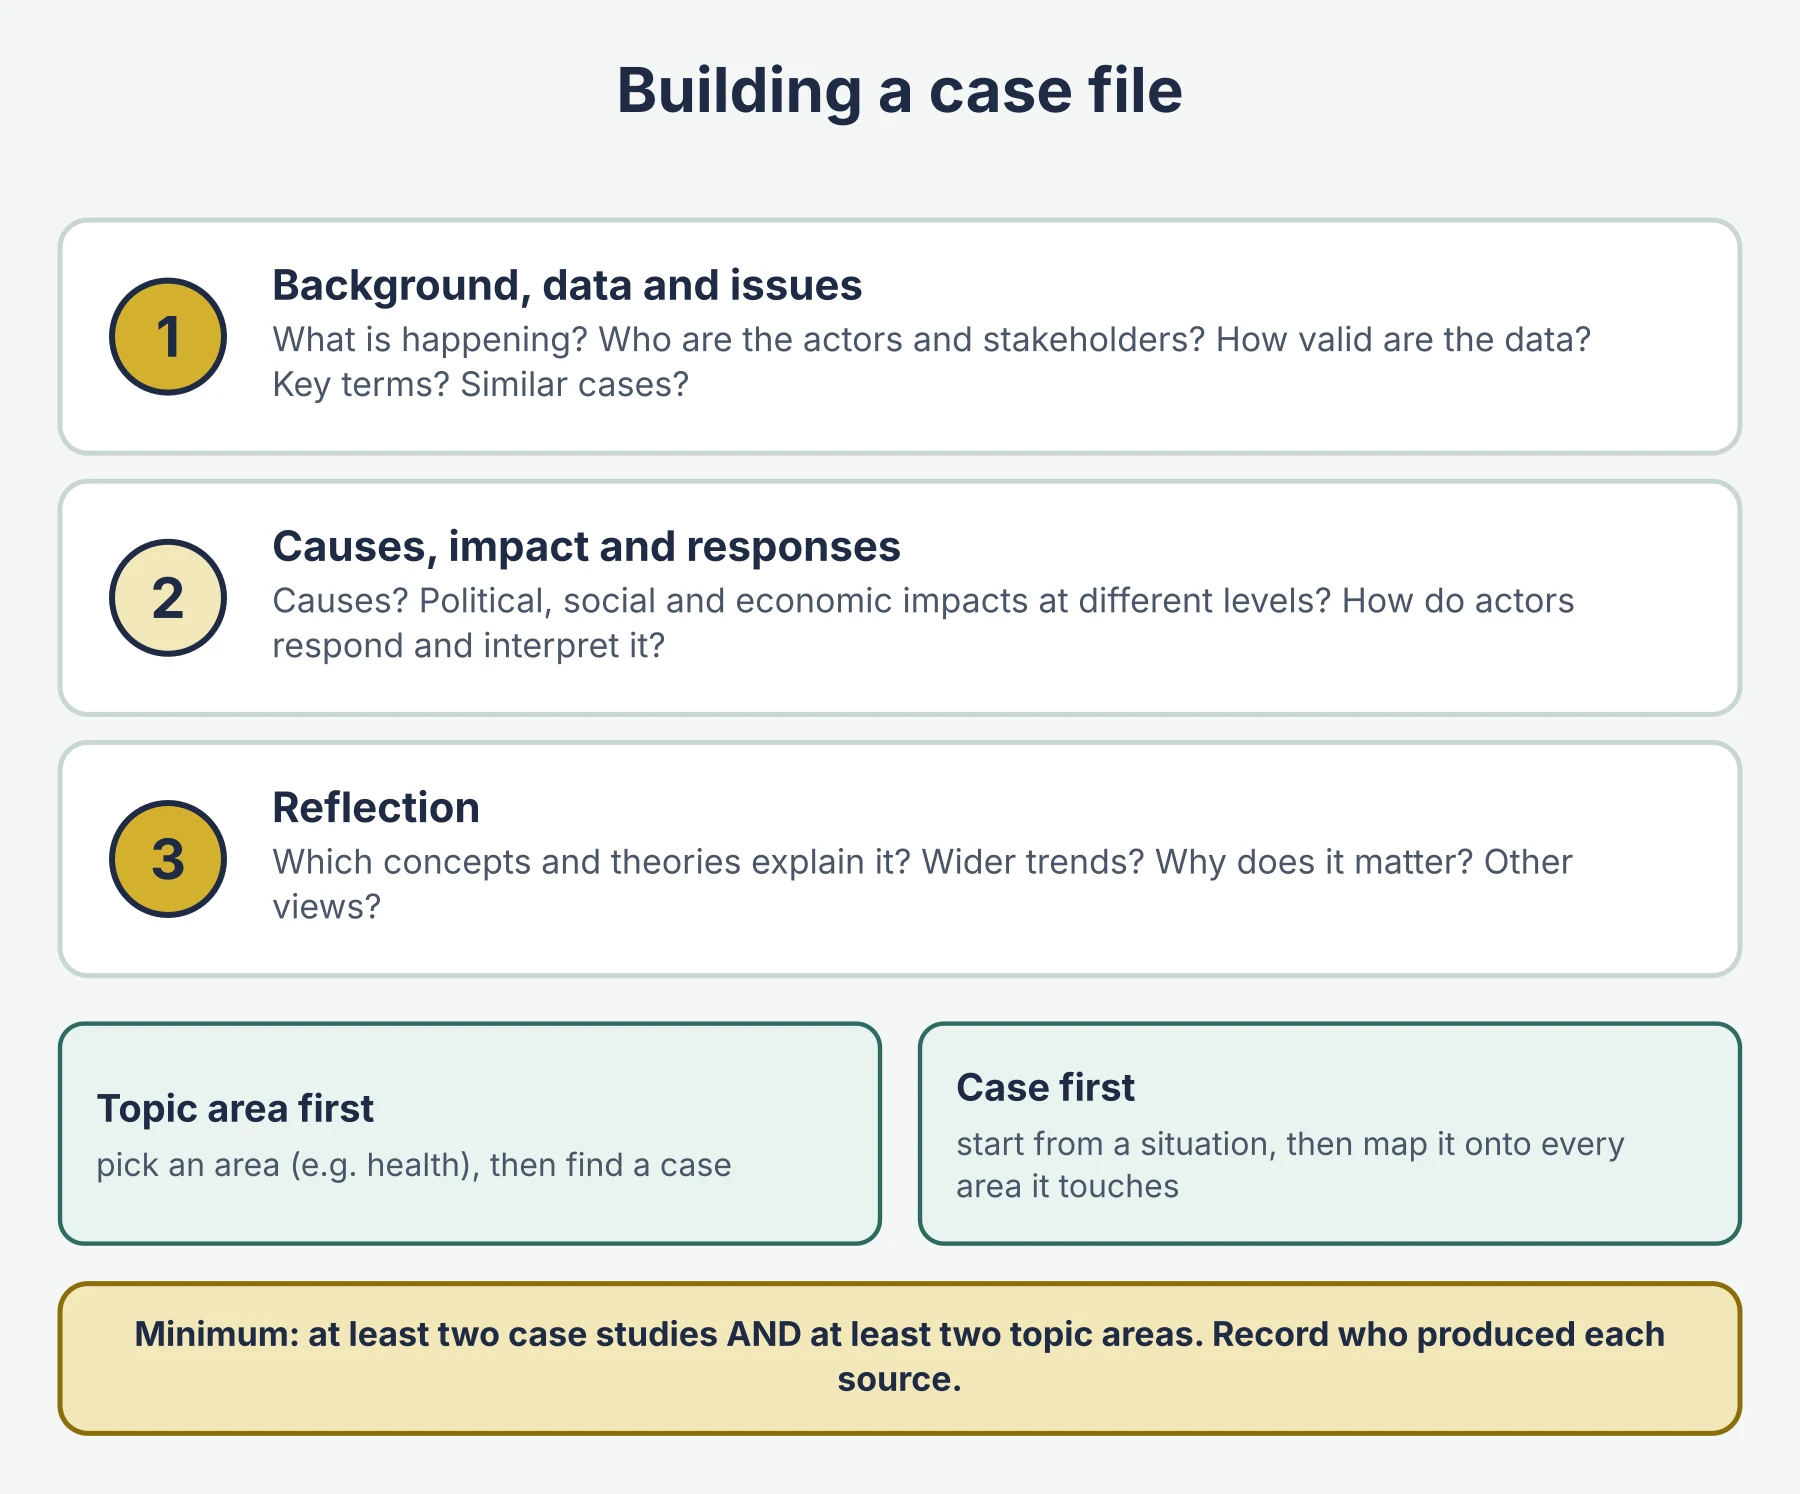 Building a case file
1
Background, data and issues
What is happening? Who are the actors and stakeholders? How valid are the data?
Key terms? Similar cases?
2
Causes, impact and responses
Causes? Political, social and economic impacts at different levels? How do actors
respond and interpret it?
3
Reflection
Which concepts and theories explain it? Wider trends? Why does it matter? Other
views?
Topic area first
pick an area (e.g. health), then find a case
Case first
start from a situation, then map it onto every
area it touches
Minimum: at least two case studies AND at least two topic areas. Record who produced each
source.